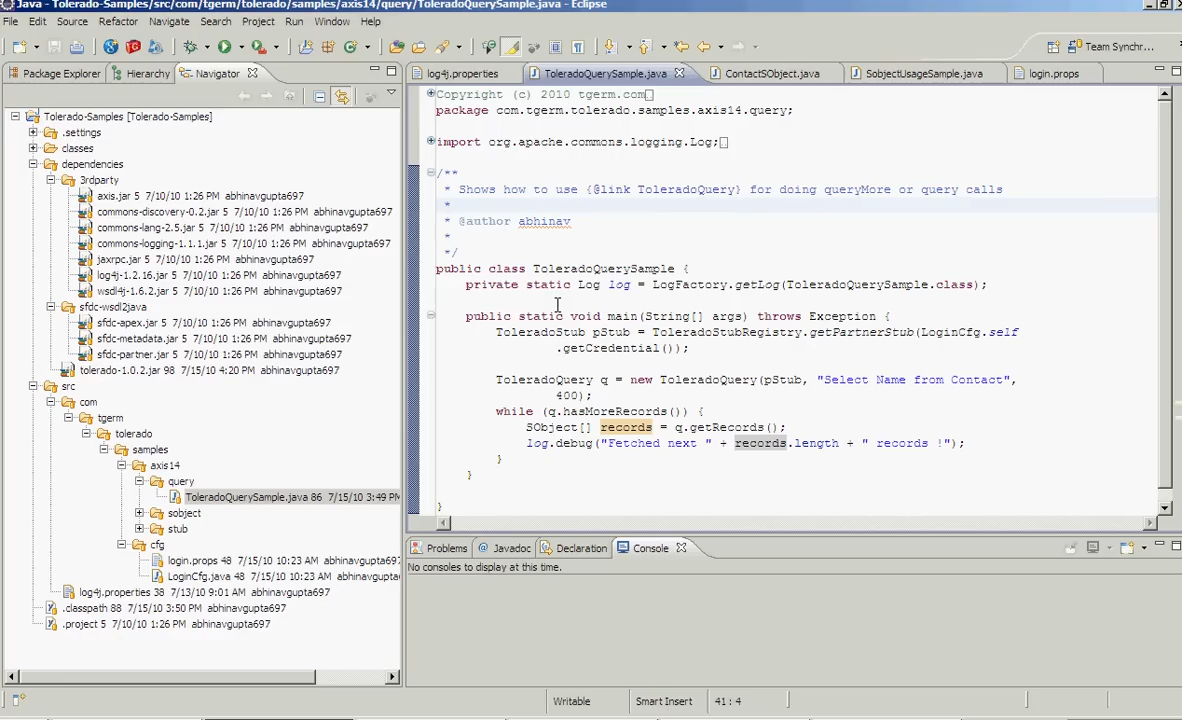 Java - Tolerado-Samples/src/com/tgerm/tolerado/samples/axis14/query/ToleradoQuerySample.java - Eclipse
File Edit Source Refactor Navigate Search Project Run Window Help
Team Synchr...
Package Explorer Hierarchy Navigator
Tolerado-Samples [Tolerado-Samples]
.settings
classes
dependencies
3rdparty
axis.jar 5 7/10/10 1:26 PM abhinavgupta697
commons-discovery-0.2.jar 5 7/10/10 1:26 PM abhinavgupta697
commons-lang-2.5.jar 5 7/10/10 1:26 PM abhinavgupta697
commons-logging-1.1.1.jar 5 7/10/10 1:26 PM abhinavgupta697
jaxrpc.jar 5 7/10/10 1:26 PM abhinavgupta697
log4j-1.2.16.jar 5 7/10/10 1:26 PM abhinavgupta697
wsdl4j-1.6.2.jar 5 7/10/10 1:26 PM abhinavgupta697
sfdc-wsdl2java
sfdc-apex.jar 5 7/10/10 1:26 PM abhinavgupta697
sfdc-metadata.jar 5 7/10/10 1:26 PM abhinavgupta697
sfdc-partner.jar 5 7/10/10 1:26 PM abhinavgupta697
tolerado-1.0.2.jar 98 7/15/10 4:20 PM abhinavgupta697
src
com
tgerm
tolerado
samples
axis14
query
ToleradoQuerySample.java 86 7/15/10 3:49 PM
sobject
stub
cfg
login.props 48 7/15/10 10:23 AM abhinavgupta697
LoginCfg.java 48 7/15/10 10:23 AM abhinavgupta
log4j.properties 38 7/13/10 9:01 AM abhinavgupta697
.classpath 88 7/15/10 3:50 PM abhinavgupta697
.project 5 7/10/10 1:26 PM abhinavgupta697
log4j.properties ToleradoQuerySample.java ContactSObject.java SobjectUsageSample.java login.props
Copyright (c) 2010 tgerm.com
package com.tgerm.tolerado.samples.axis14.query;
import org.apache.commons.logging.Log;
/**
* Shows how to use {@link ToleradoQuery} for doing queryMore or query calls
*
* @author abhinav
*
*/
public class ToleradoQuerySample {
private static Log log = LogFactory.getLog(ToleradoQuerySample.class);
public static void main(String[] args) throws Exception {
ToleradoStub pStub = ToleradoStubRegistry.getPartnerStub(LoginCfg.self
.getCredential());
ToleradoQuery q = new ToleradoQuery(pStub, "Select Name from Contact",
400);
while (q.hasMoreRecords()) {
SObject[] records = q.getRecords();
log.debug("Fetched next " + records.length + " records !");
}
}
}
Problems Javadoc Declaration Console
No consoles to display at this time.
Writable Smart Insert 41 : 4